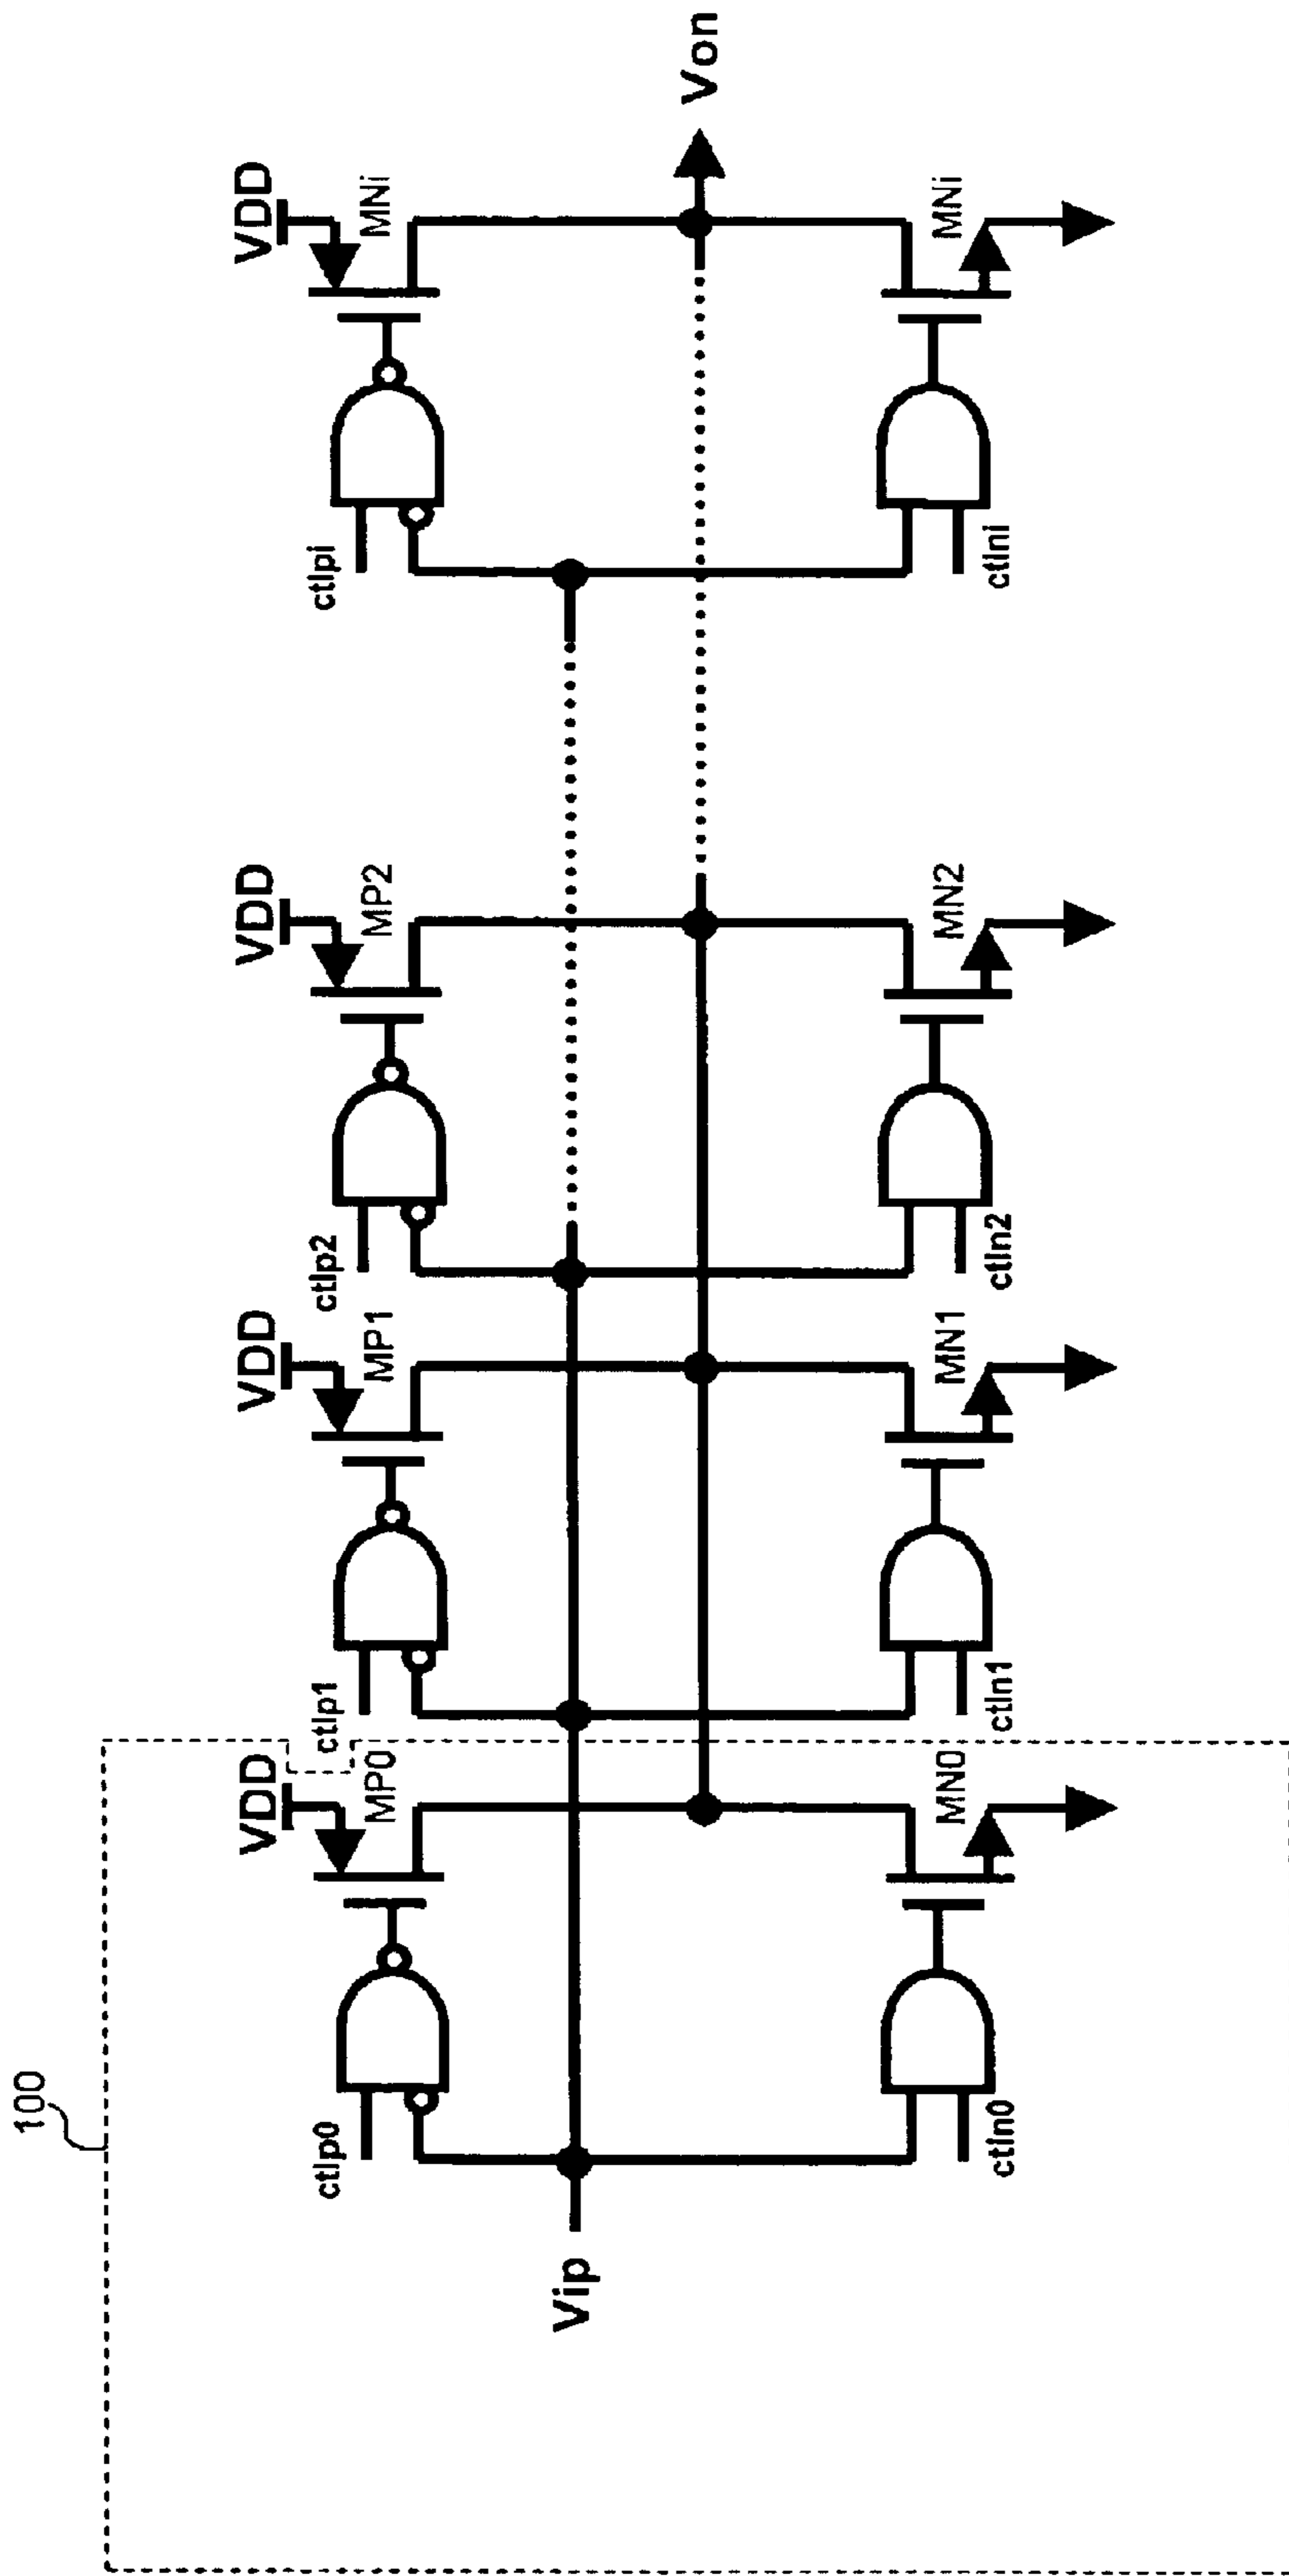 100
VDD
VDD
VDD
VDD
MP0
MP1
MP2
MNi
ctlp0
ctlp1
ctlp2
ctlpi
Vip
Von
MN0
MN1
MN2
MNi
ctln0
ctln1
ctln2
ctlni